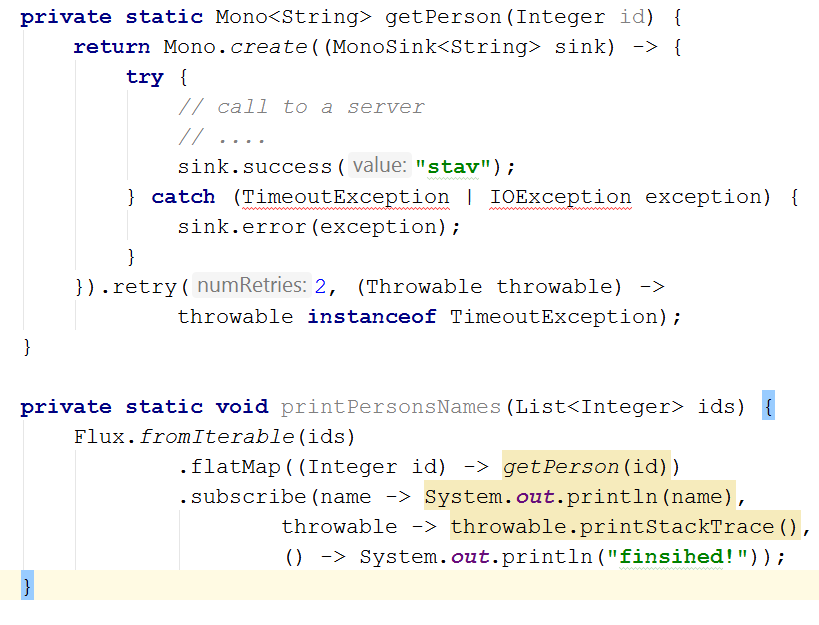 private static Mono<String> getPerson(Integer id) {
    return Mono.create((MonoSink<String> sink) -> {
        try {
            // call to a server
            // ....
            sink.success( value: "stav");
        } catch (TimeoutException | IOException exception) {
            sink.error(exception);
        }
    }).retry( numRetries: 2, (Throwable throwable) ->
            throwable instanceof TimeoutException);
}

private static void printPersonsNames(List<Integer> ids) {
    Flux.fromIterable(ids)
            .flatMap((Integer id) -> getPerson(id))
            .subscribe(name -> System.out.println(name),
                    throwable -> throwable.printStackTrace(),
                    () -> System.out.println("finsihed!"));
}